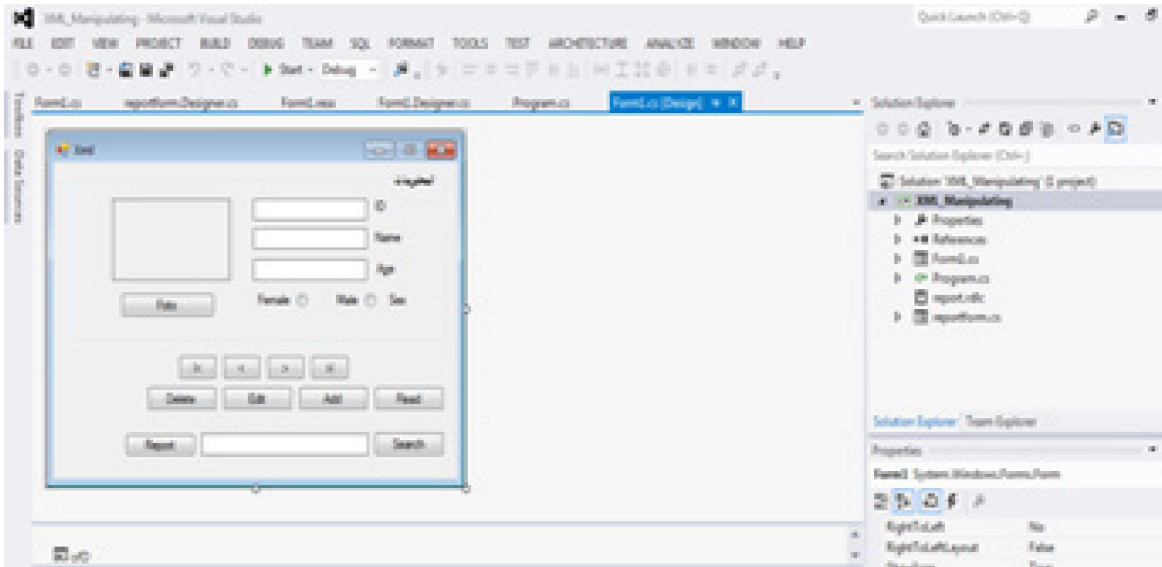 XML_Manipulating - Microsoft Visual Studio
Quick Launch (Ctrl+Q)
FILE EDIT VIEW PROJECT BUILD DEBUG TEAM SQL FORMAT TOOLS TEST ARCHITECTURE ANALYZE WINDOW HELP
Start Debug
Toolbox
Data Sources
Form1.cs reportform.Designer.cs Form1.resx Form1.Designer.cs Program.cs Form1.cs [Design]
Xml
ID
Name
Age
Foto
Female Male Sex
< >
Delete Edit Add Read
Report Search
Solution Explorer
Search Solution Explorer (Ctrl+;)
Solution 'XML_Manipulating' (1 project)
XML_Manipulating
Properties
References
Form1.cs
Program.cs
report.rdlc
reportform.cs
Solution Explorer Team Explorer
Properties
Form1 System.Windows.Forms.Form
RightToLeft No
RightToLeftLayout False
ShowIcon True